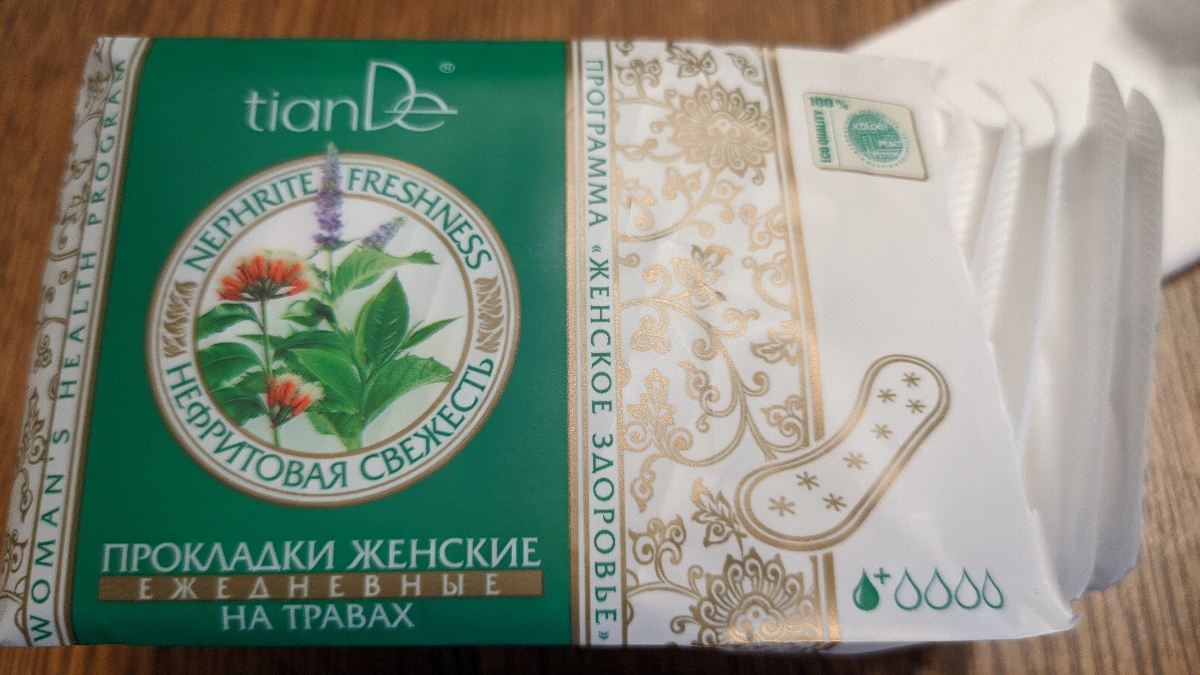 WOMAN'S HEALTH PROGRAM
tianDe®
NEPHRITE FRESHNESS
НЕФРИТОВАЯ СВЕЖЕСТЬ
ПРОКЛАДКИ ЖЕНСКИЕ
ЕЖЕДНЕВНЫЕ
НА ТРАВАХ
ПРОГРАММА «ЖЕНСКОЕ ЗДОРОВЬЕ»
100%